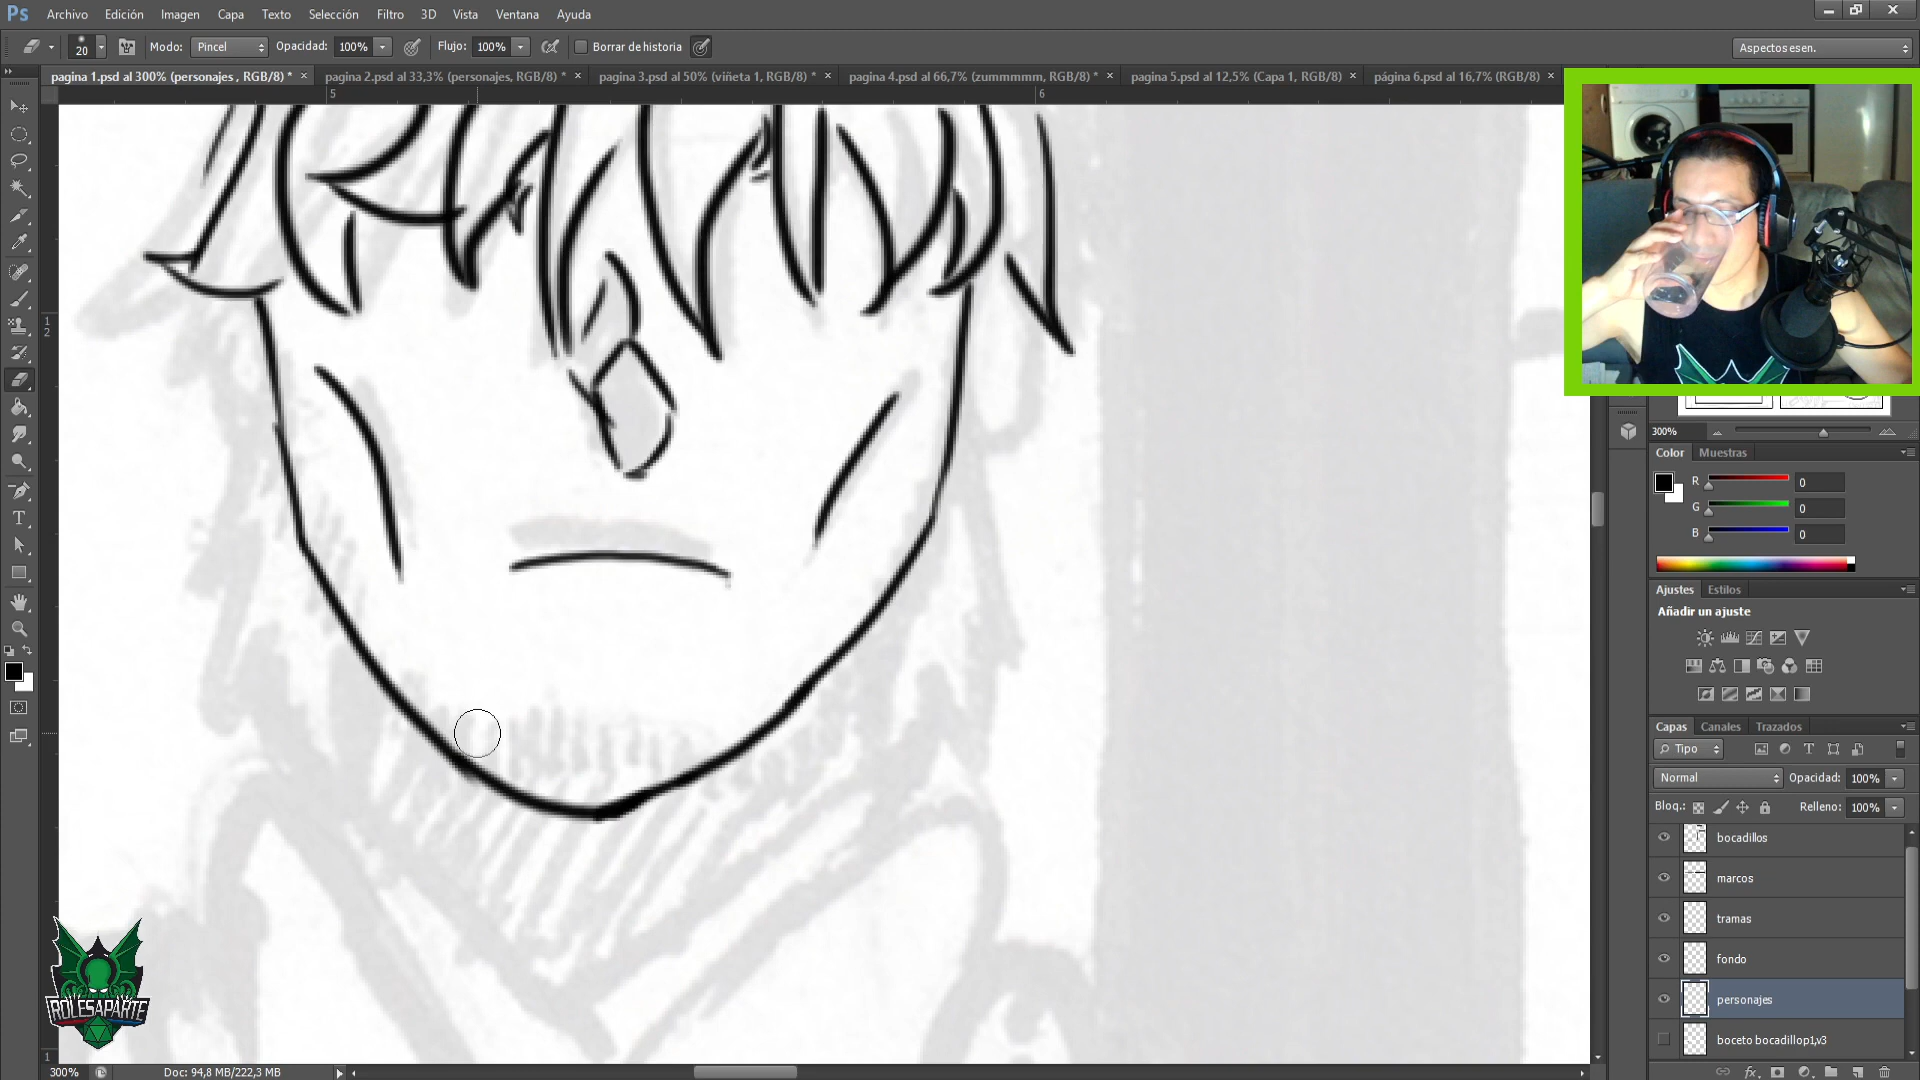 Ps Archivo Edición Imagen Capa Texto Selección Filtro 3D Vista Ventana Ayuda
20 Modo: Pincel Opacidad: 100% Flujo: 100% Borrar de historia Aspectos esen.
pagina 1.psd al 300% (personajes , RGB/8) * × pagina 2.psd al 33,3% (personajes, RGB/8) * × pagina 3.psd al 50% (viñeta 1, RGB/8) * × pagina 4.psd al 66,7% (zummmmm, RGB/8) * × pagina 5.psd al 12,5% (Capa 1, RGB/8) × página 6.psd al 16,7% (RGB/8) ×
5 6
1
2
300%
Color Muestras
R 0
G 0
B 0
Ajustes Estilos
Añadir un ajuste
Capas Canales Trazados
Tipo
Normal Opacidad: 100%
Bloq.: Relleno: 100%
bocadillos
marcos
tramas
fondo
personajes
boceto bocadillop1,v3
ROLESAPARTE
1
300% Doc: 94,8 MB/222,3 MB